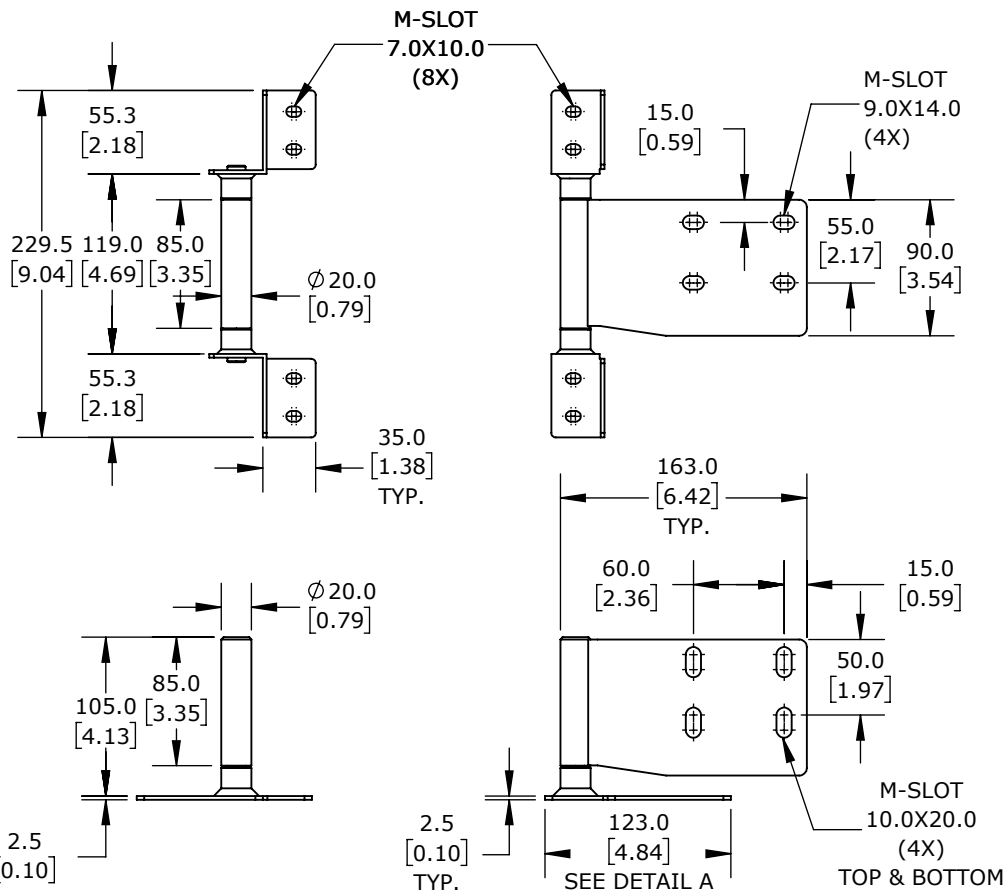 M-SLOT
7.0X10.0
(8X)
M-SLOT
9.0X14.0
(4X)
55.3
[2.18]
15.0
[0.59]
229.5
[9.04]
119.0
[4.69]
85.0
[3.35]
Ø20.0
[0.79]
55.0
[2.17]
90.0
[3.54]
55.3
[2.18]
35.0
[1.38]
TYP.
163.0
[6.42]
TYP.
Ø20.0
[0.79]
60.0
[2.36]
15.0
[0.59]
105.0
[4.13]
85.0
[3.35]
50.0
[1.97]
2.5
[0.10]
2.5
[0.10]
TYP.
123.0
[4.84]
SEE DETAIL A
M-SLOT
10.0X20.0
(4X)
TOP & BOTTOM